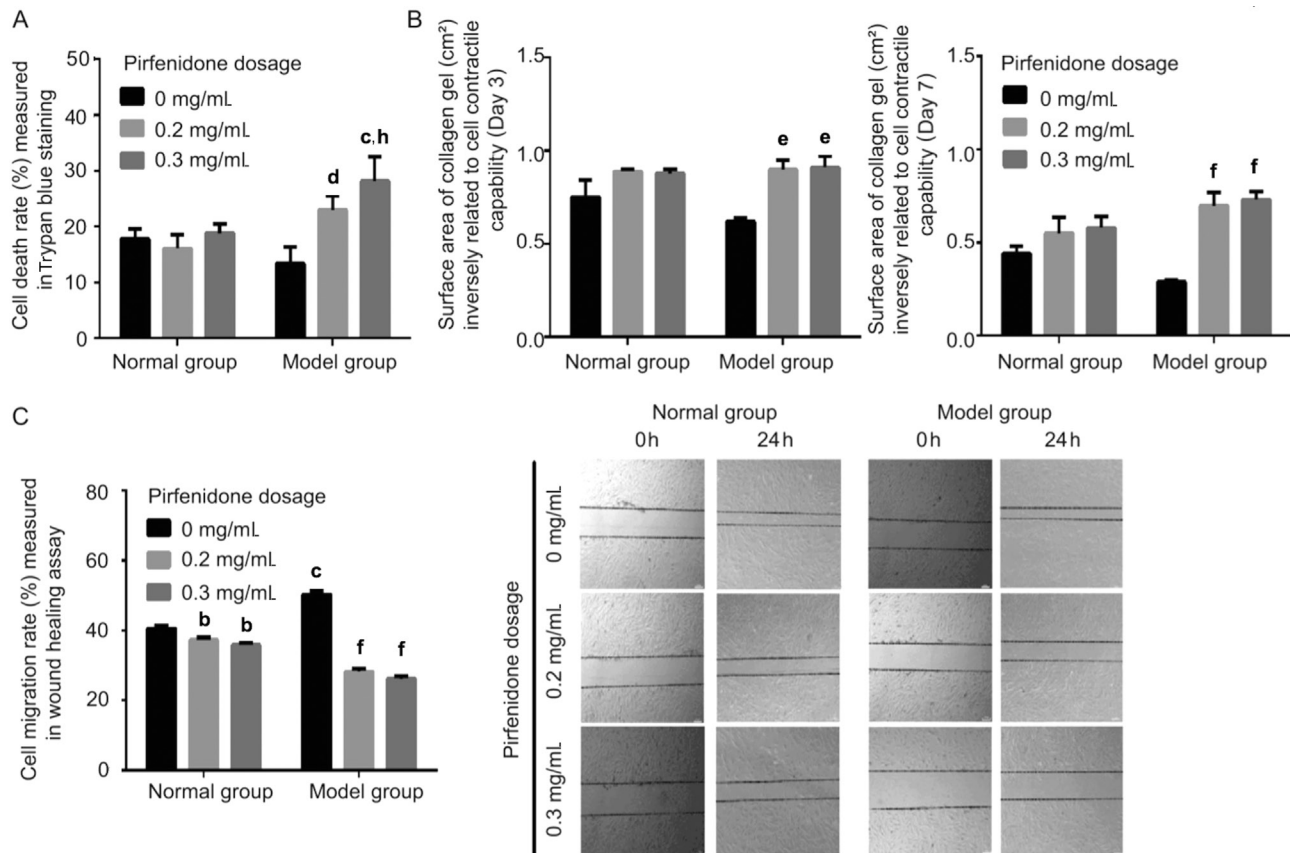 A
Cell death rate (%) measured
in Trypan blue staining
50
40
30
20
10
0
Pirfenidone dosage
0 mg/mL
0.2 mg/mL
0.3 mg/mL
d
c,h
Normal group
Model group
B
Surface area of collagen gel (cm²)
inversely related to cell contractile
capability (Day 3)
1.5
1.0
0.5
0.0
e
e
Normal group
Model group
Surface area of collagen gel (cm²)
inversely related to cell contractile
capability (Day 7)
1.5
1.0
0.5
0.0
Pirfenidone dosage
0 mg/mL
0.2 mg/mL
0.3 mg/mL
f
f
Normal group
Model group
C
Cell migration rate (%) measured
in wound healing assay
80
60
40
20
0
Pirfenidone dosage
0 mg/mL
0.2 mg/mL
0.3 mg/mL
b
b
c
f
f
Normal group
Model group
Normal group
Model group
0 h
24 h
0 h
24 h
Pirfenidone dosage
0 mg/mL
0.2 mg/mL
0.3 mg/mL